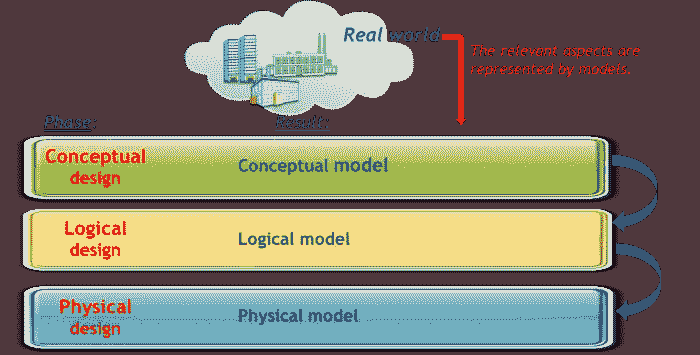 Real world
The relevant aspects are
represented by models.
Phase: Result:
Conceptual
design
Conceptual model
Logical
design
Logical model
Physical
design
Physical model